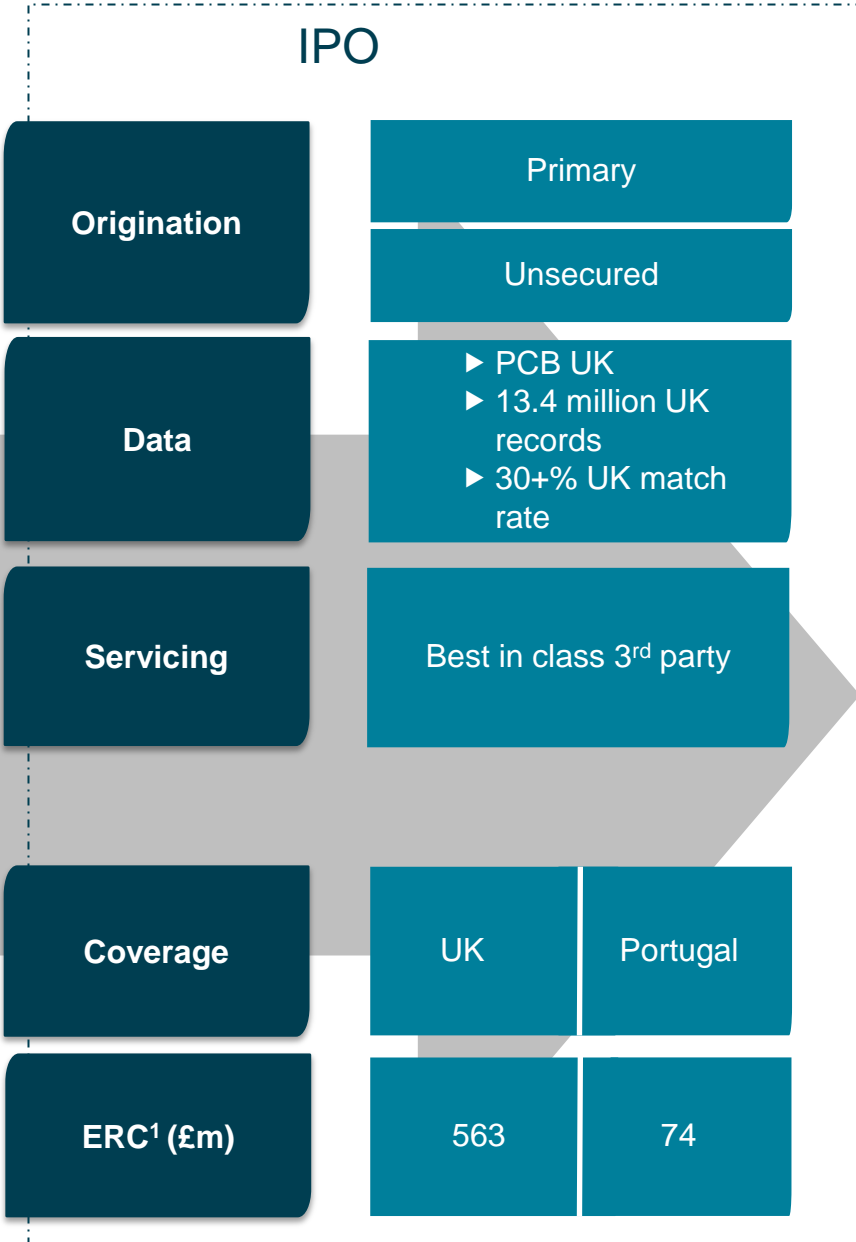 IPO
Origination
Primary
Unsecured
Data
▶ PCB UK
▶ 13.4 million UK
records
▶ 30+% UK match
rate
Servicing
Best in class 3rd party
Coverage
UK
Portugal
ERC1 (£m)
563
74